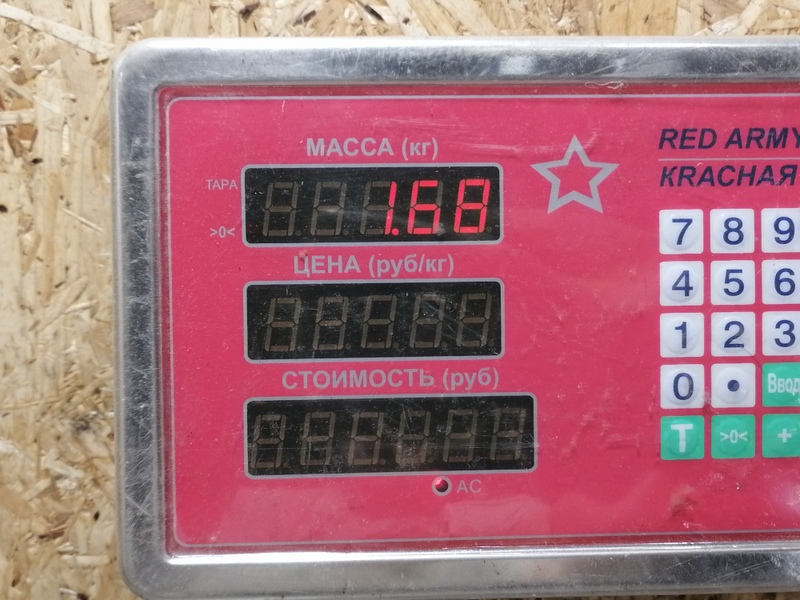 МАССА (кг)
ТАРА
>0<
1.68
ЦЕНА (руб/кг)
СТОИМОСТЬ (руб)
AC
RED ARMY
КRАСНАЯ
7 8 9
4 5 6
1 2 3
0 • Ввод
T >0< +